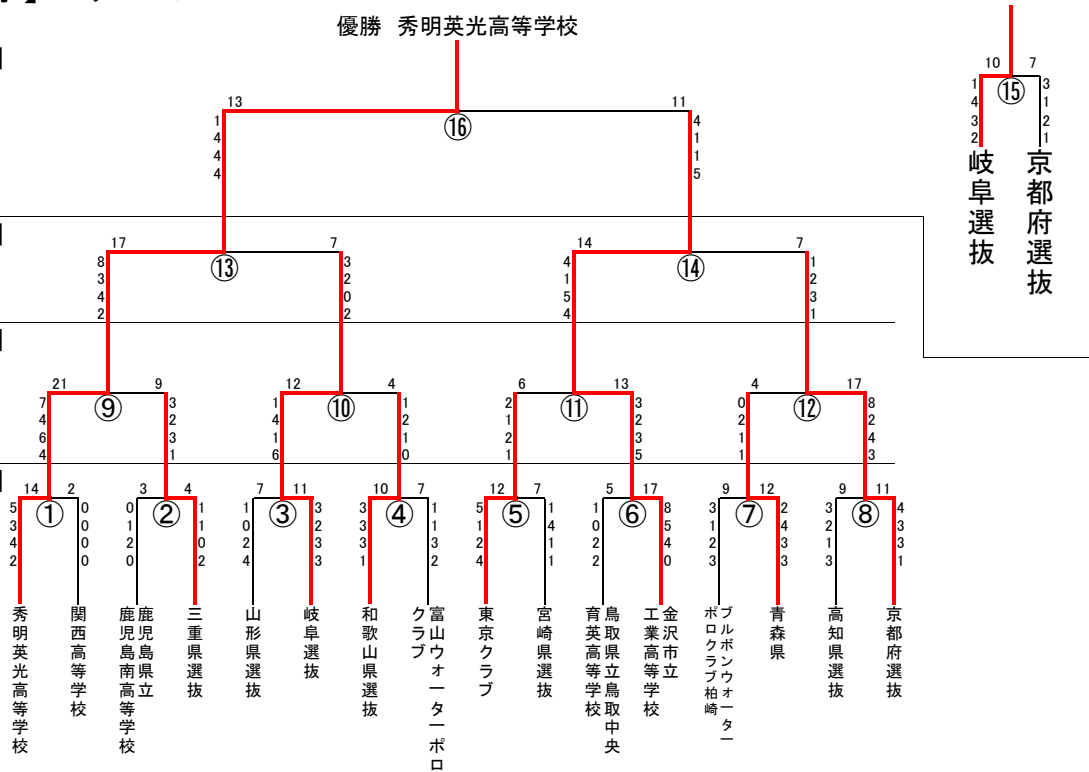 優勝 秀明英光高等学校
10 7
⑮
1 3
4 1
3 2
2 1
岐阜選抜
京都府選抜
13 11
⑯
1 4
4 1
4 1
4 5
17 7 14 7
⑬ ⑭
8 3 4 1
3 2 1 2
4 0 5 3
2 2 4 1
21 9 12 4 6 13 4 17
⑨ ⑩ ⑪ ⑫
7 3 1 1 2 3 0 8
4 2 4 2 1 2 2 2
6 3 1 1 2 3 1 4
4 1 6 0 1 5 1 3
14 2 3 4 7 11 10 7 12 7 5 17 9 12 9 11
① ② ③ ④ ⑤ ⑥ ⑦ ⑧
5 0 0 1 1 3 3 1 5 1 1 8 3 2 3 4
3 0 1 1 0 2 3 1 1 4 0 5 1 4 2 3
4 0 2 0 2 3 3 3 2 1 2 4 2 3 1 3
2 0 0 2 4 3 1 2 4 1 2 0 3 3 3 1
秀明英光高等学校
関西高等学校
鹿児島県立
鹿児島南高等学校
三重県選抜
山形県選抜
岐阜選抜
和歌山県選抜
富山ウォーターポロ
クラブ
東京クラブ
宮崎県選抜
鳥取県立鳥取中央
育英高等学校
金沢市立
工業高等学校
ブルボンウォーター
ポロクラブ柏崎
青森県
高知県選抜
京都府選抜